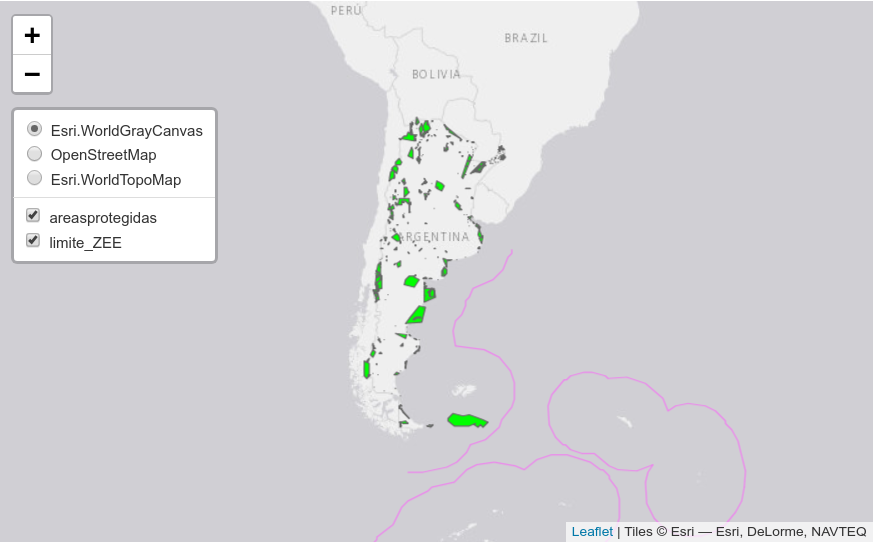 PERÚ
BRAZIL
BOLIVIA
ARGENTINA
+
−
Esri.WorldGrayCanvas
OpenStreetMap
Esri.WorldTopoMap
areasprotegidas
limite_ZEE
Leaflet | Tiles © Esri — Esri, DeLorme, NAVTEQ